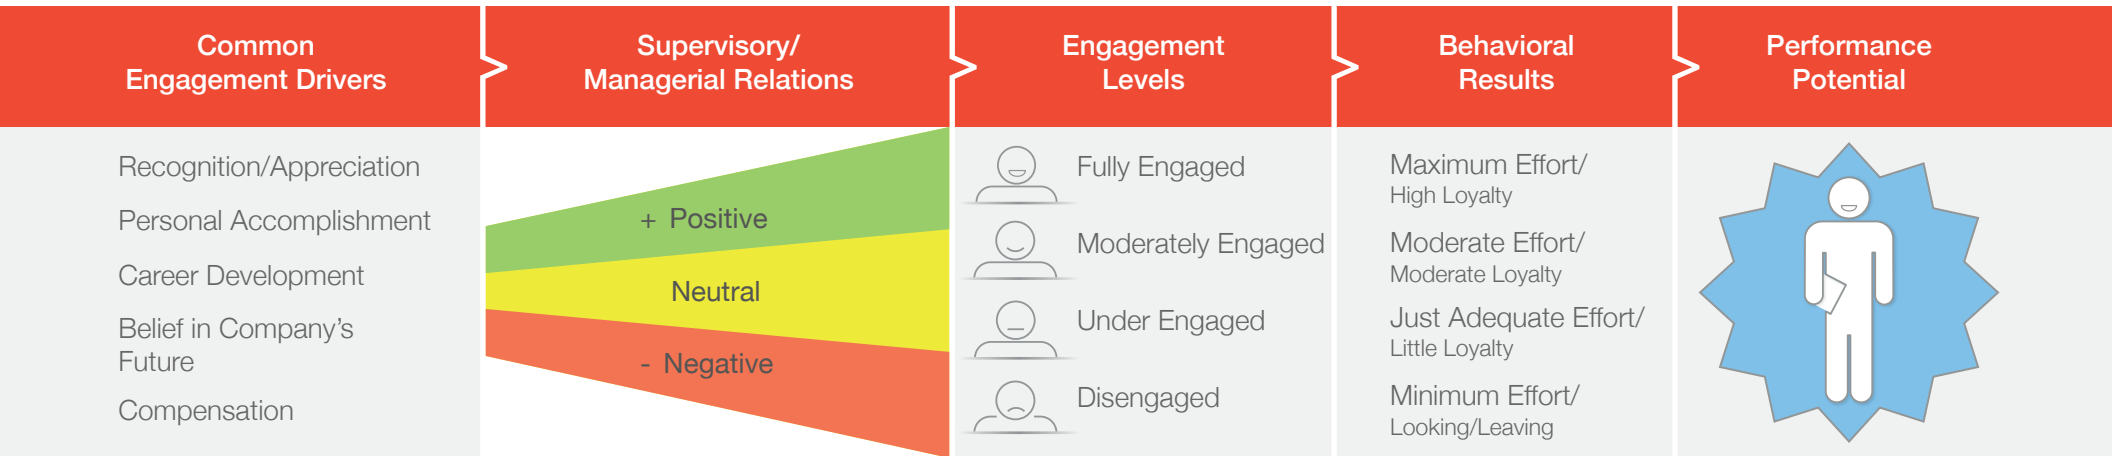 Common
Engagement Drivers
Supervisory/
Managerial Relations
Engagement
Levels
Behavioral
Results
Performance
Potential
Recognition/Appreciation
Personal Accomplishment
Career Development
Belief in Company's
Future
Compensation
+ Positive
Neutral
- Negative
Fully Engaged
Moderately Engaged
Under Engaged
Disengaged
Maximum Effort/
High Loyalty
Moderate Effort/
Moderate Loyalty
Just Adequate Effort/
Little Loyalty
Minimum Effort/
Looking/Leaving